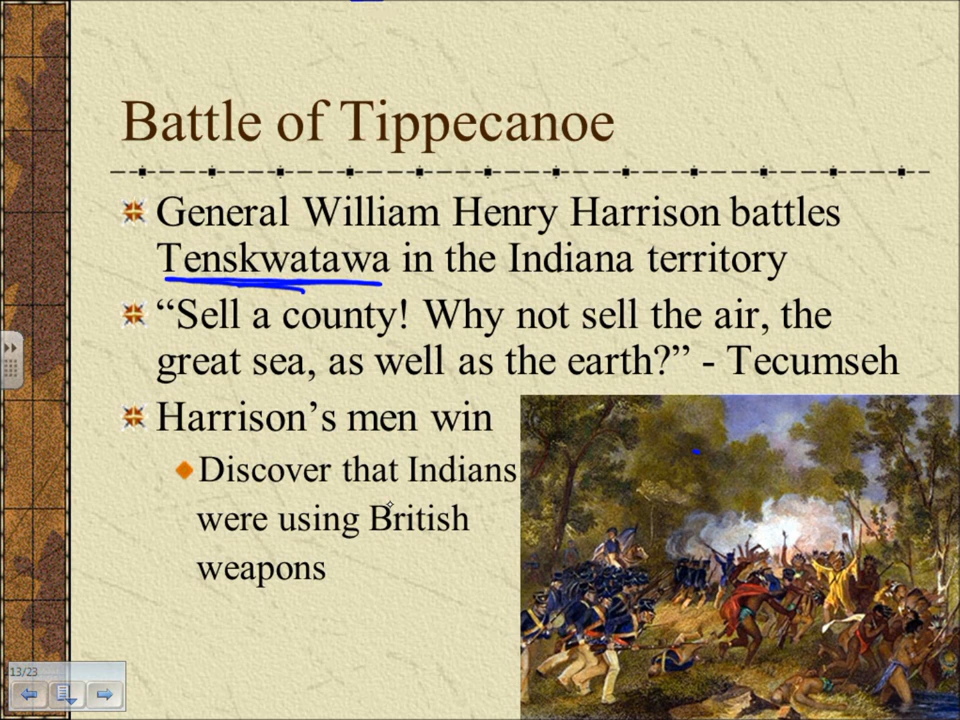 Battle of Tippecanoe
General William Henry Harrison battles
Tenskwatawa in the Indiana territory
“Sell a county! Why not sell the air, the
great sea, as well as the earth?” - Tecumseh
Harrison’s men win
Discover that Indians
were using British
weapons
13/23